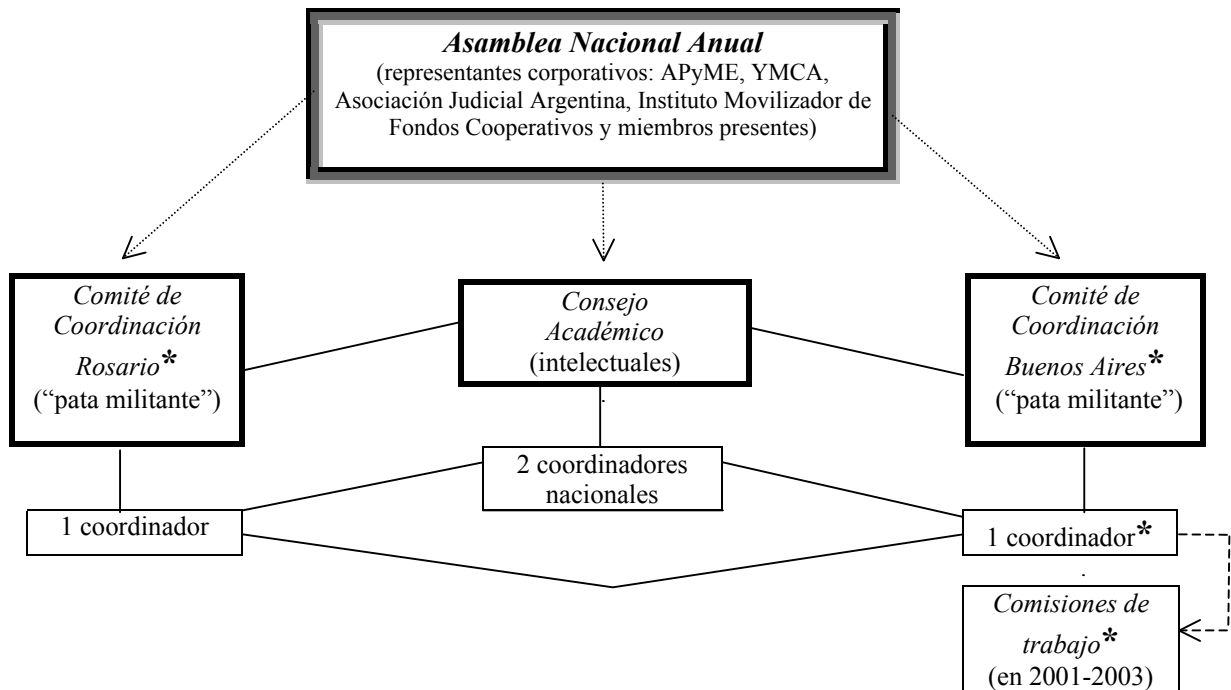 Asamblea Nacional Anual
(representantes corporativos: APyME, YMCA,
Asociación Judicial Argentina, Instituto Movilizador de
Fondos Cooperativos y miembros presentes)
Comité de
Coordinación
Rosario*
(“pata militante”)
Consejo
Académico
(intelectuales)
Comité de
Coordinación
Buenos Aires*
(“pata militante”)
2 coordinadores
nacionales
1 coordinador
1 coordinador*
Comisiones de
trabajo*
(en 2001-2003)